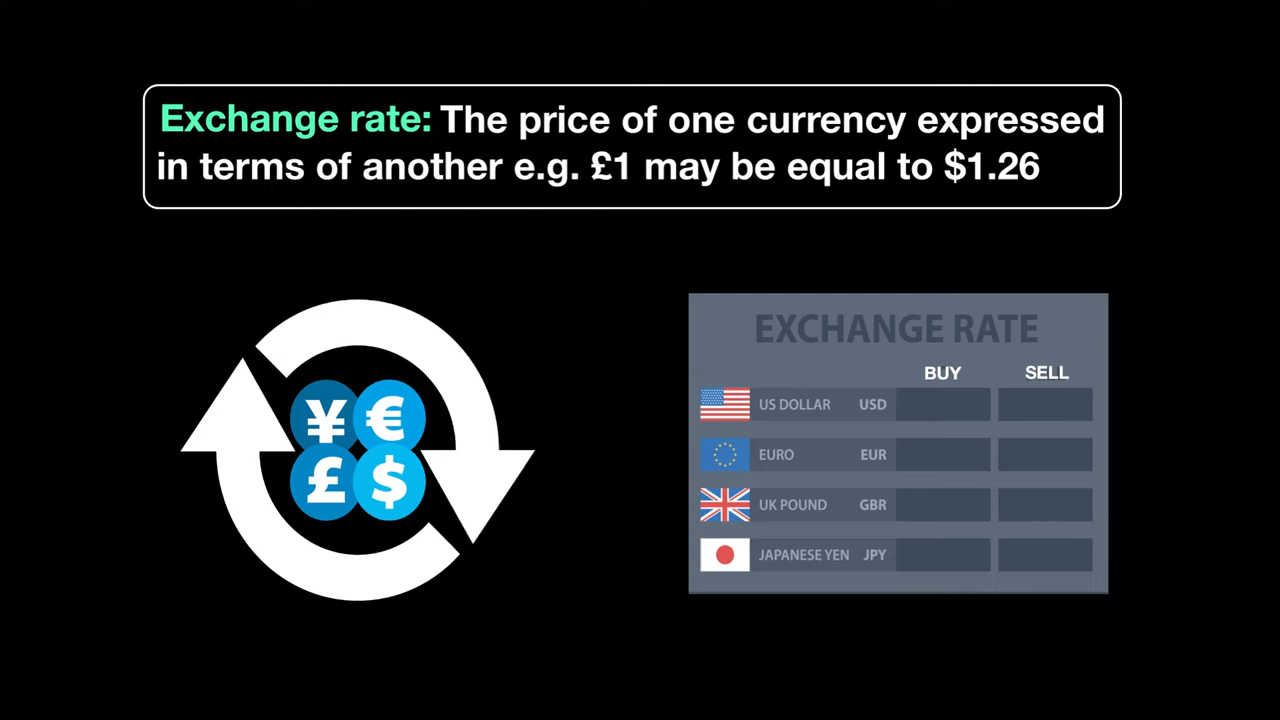 Exchange rate: The price of one currency expressed
in terms of another e.g. £1 may be equal to $1.26
¥ €
£ $
EXCHANGE RATE
BUY SELL
US DOLLAR USD
EURO EUR
UK POUND GBR
JAPANESE YEN JPY